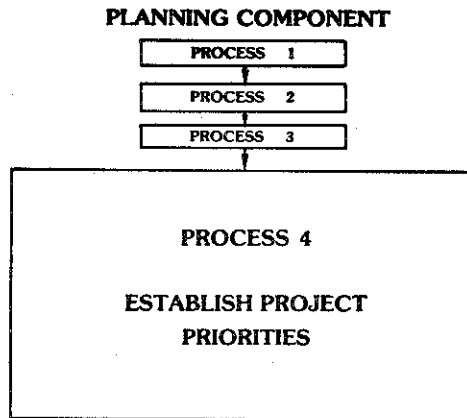 PLANNING COMPONENT
PROCESS 1
PROCESS 2
PROCESS 3
PROCESS 4
ESTABLISH PROJECT
PRIORITIES